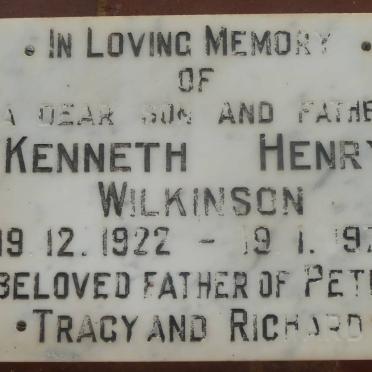 IN LOVING MEMORY
OF
A DEAR SON AND FATHE
KENNETH HENRY
WILKINSON
19.12.1922 - 19.1.197
BELOVED FATHER OF PETE
TRACY AND RICHARD